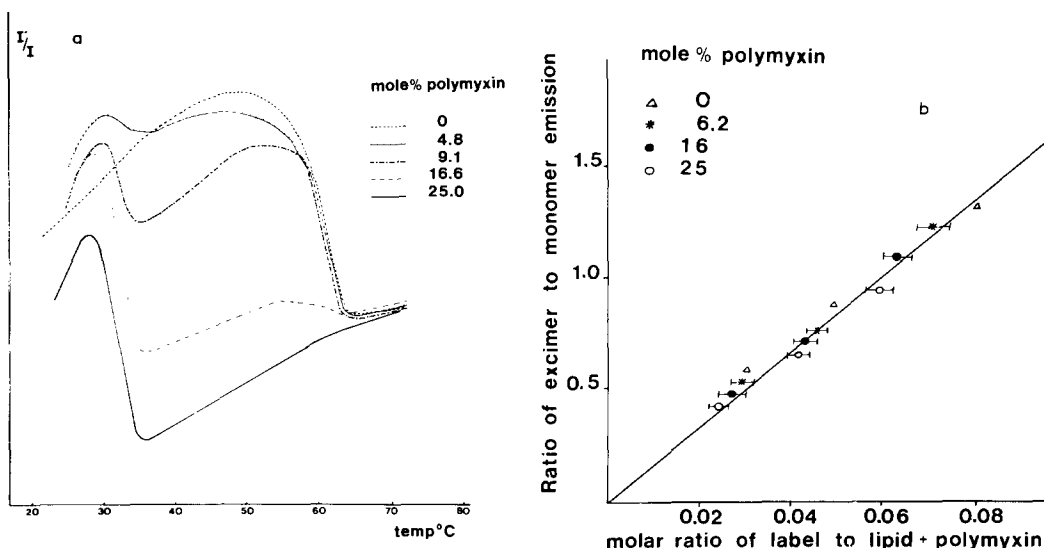 I'/I a
mole% polymyxin
0
4.8
9.1
16.6
25.0
20 30 40 50 60 70 80
temp°C
mole % polymyxin
b
0
6.2
16
25
Ratio of excimer to monomer emission
1.5
1.0
0.5
0.02 0.04 0.06 0.08
molar ratio of label to lipid + polymyxin